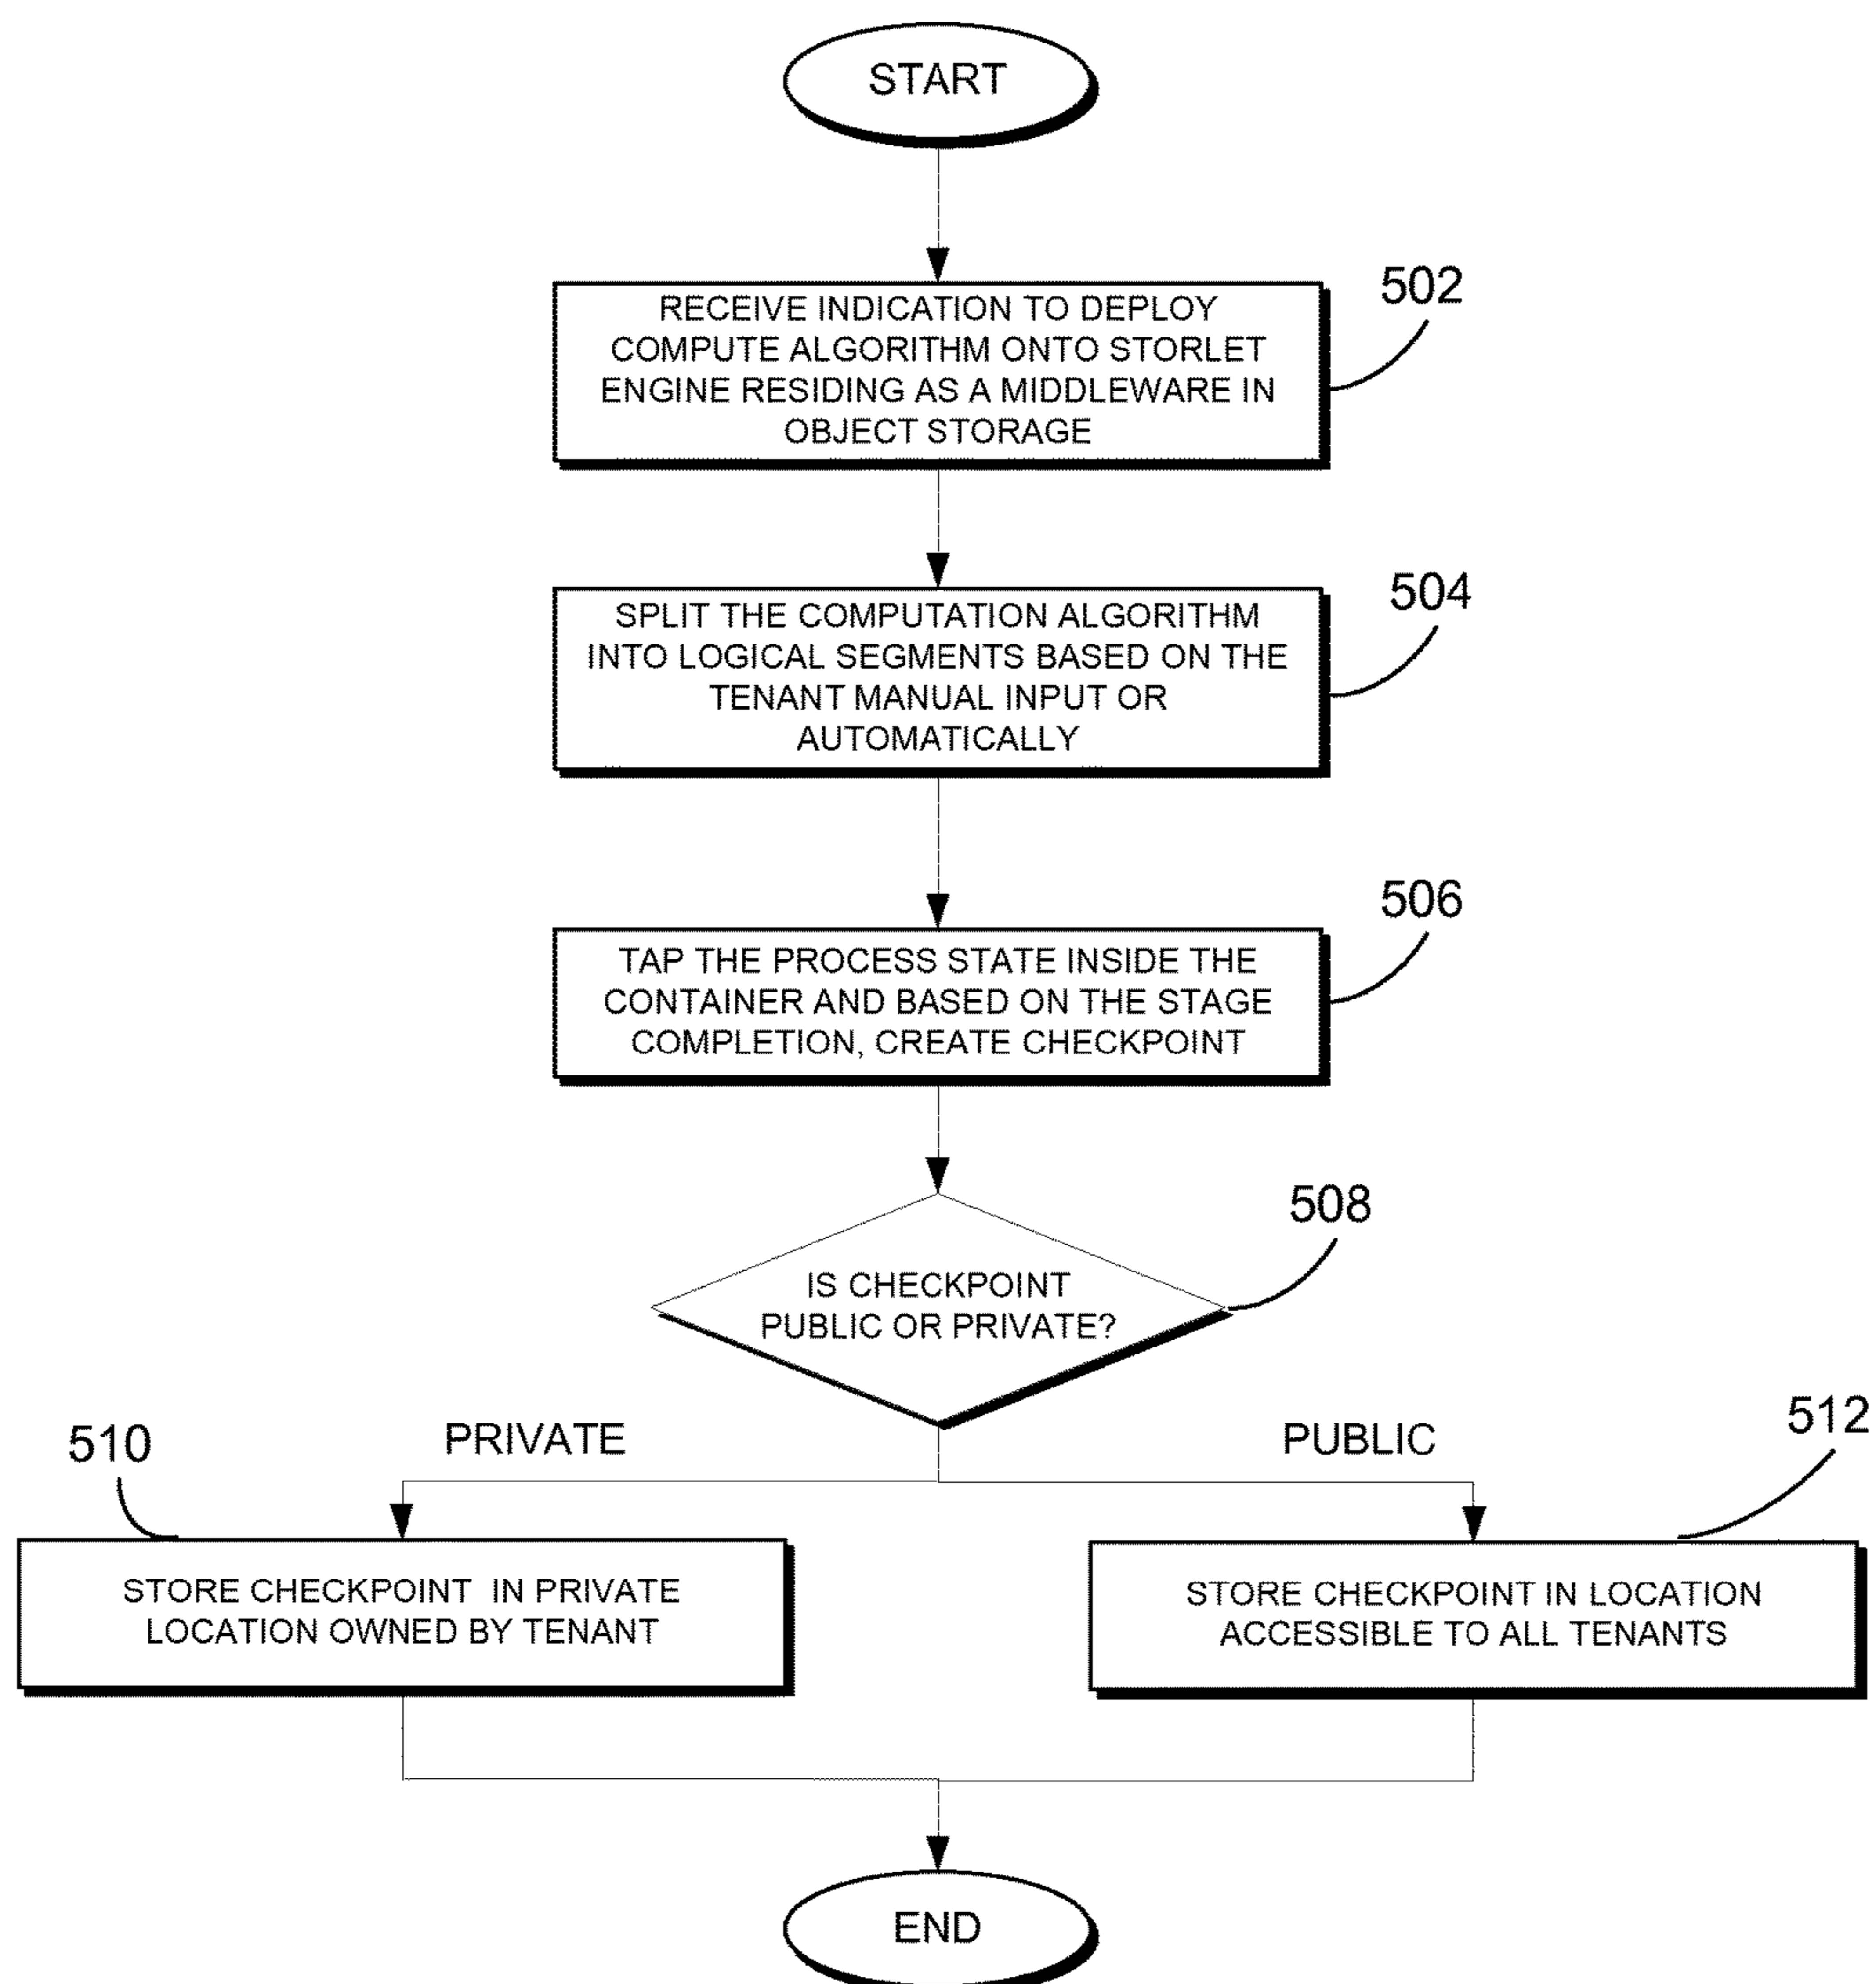 START
RECEIVE INDICATION TO DEPLOY
COMPUTE ALGORITHM ONTO STORLET
ENGINE RESIDING AS A MIDDLEWARE IN
OBJECT STORAGE
502
SPLIT THE COMPUTATION ALGORITHM
INTO LOGICAL SEGMENTS BASED ON THE
TENANT MANUAL INPUT OR
AUTOMATICALLY
504
TAP THE PROCESS STATE INSIDE THE
CONTAINER AND BASED ON THE STAGE
COMPLETION, CREATE CHECKPOINT
506
IS CHECKPOINT
PUBLIC OR PRIVATE?
508
PRIVATE
PUBLIC
510
STORE CHECKPOINT IN PRIVATE
LOCATION OWNED BY TENANT
512
STORE CHECKPOINT IN LOCATION
ACCESSIBLE TO ALL TENANTS
END